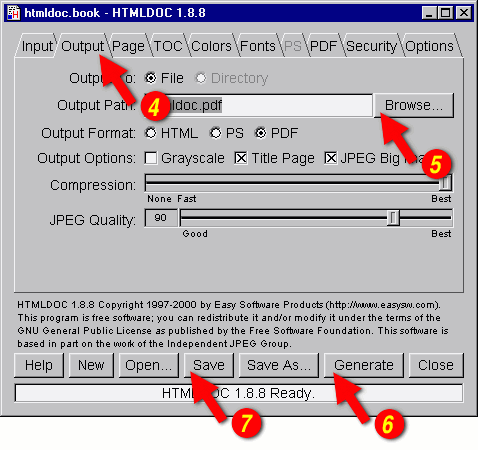 htmldoc.book - HTMLDOC 1.8.8
Input Output Page TOC Colors Fonts PS PDF Security Options
Output To: File Directory
4
Output Path: ldoc.pdf Browse...
5
Output Format: HTML PS PDF
Output Options: Grayscale Title Page JPEG Big
Compression:
None Fast Best
JPEG Quality: 90
Good Best
HTMLDOC 1.8.8 Copyright 1997-2000 by Easy Software Products (http://www.easysw.com).
This program is free software; you can redistribute it and/or modify it under the terms of the
GNU General Public License as published by the Free Software Foundation. This software is
based in part on the work of the Independent JPEG Group.
Help New Open... Save Save As... Generate Close
HTMLDOC 1.8.8 Ready.
7 6